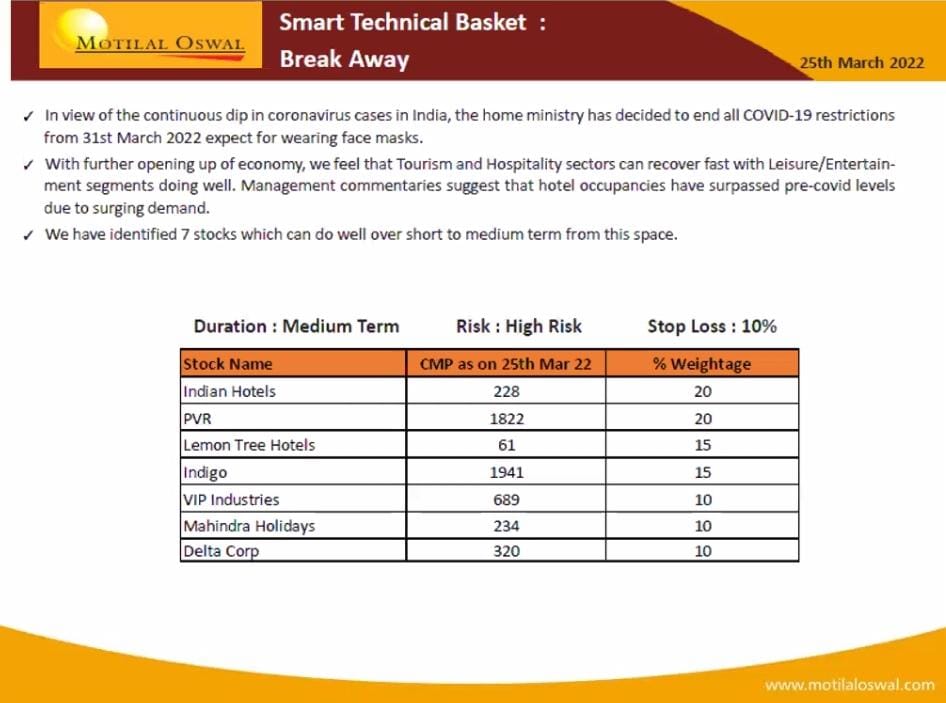 MOTILAL OSWAL
Smart Technical Basket :
Break Away
25th March 2022
✓ In view of the continuous dip in coronavirus cases in India, the home ministry has decided to end all COVID-19 restrictions
from 31st March 2022 expect for wearing face masks.
✓ With further opening up of economy, we feel that Tourism and Hospitality sectors can recover fast with Leisure/Entertain-
ment segments doing well. Management commentaries suggest that hotel occupancies have surpassed pre-covid levels
due to surging demand.
✓ We have identified 7 stocks which can do well over short to medium term from this space.
Duration : Medium Term Risk : High Risk Stop Loss : 10%
Stock Name CMP as on 25th Mar 22 % Weightage
Indian Hotels 228 20
PVR 1822 20
Lemon Tree Hotels 61 15
Indigo 1941 15
VIP Industries 689 10
Mahindra Holidays 234 10
Delta Corp 320 10
www.motilaloswal.com